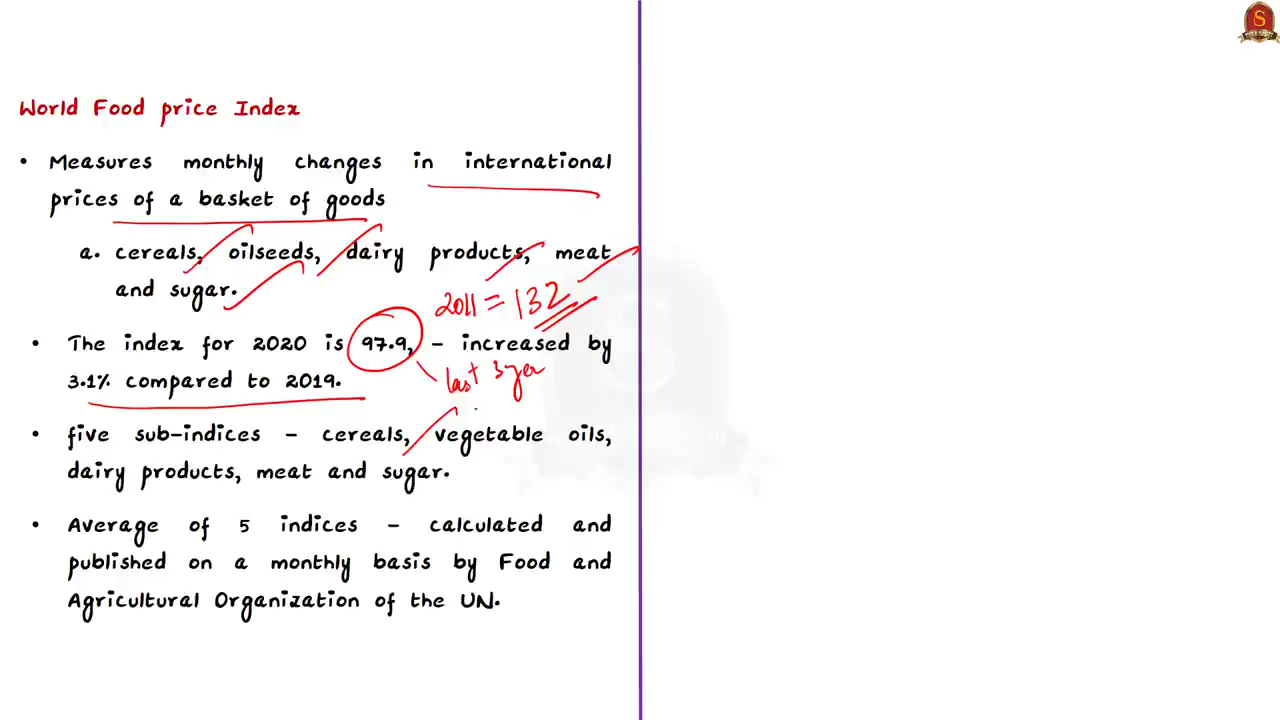 World Food price Index
• Measures monthly changes in international
prices of a basket of goods
a. cereals, oilseeds, dairy products, meat
and sugar.
2011 = 132
• The index for 2020 is 97.9, - increased by
last 3 yer
3.1% compared to 2019.
• five sub-indices - cereals, vegetable oils,
dairy products, meat and sugar.
• Average of 5 indices - calculated and
published on a monthly basis by Food and
Agricultural Organization of the UN.
S